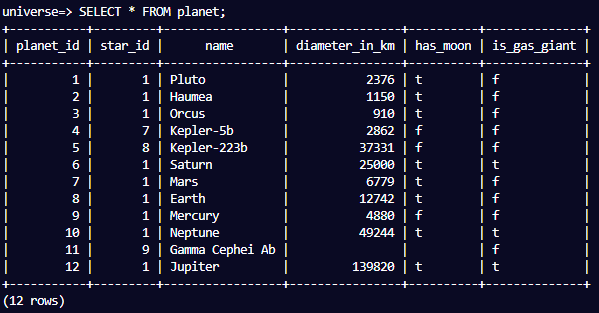 universe=> SELECT * FROM planet;
+-----------+---------+------------------+----------------+----------+--------------+
| planet_id | star_id |       name       | diameter_in_km | has_moon | is_gas_giant |
+-----------+---------+------------------+----------------+----------+--------------+
|         1 |       1 | Pluto            |           2376 | t        | f            |
|         2 |       1 | Haumea           |           1150 | t        | f            |
|         3 |       1 | Orcus            |            910 | t        | f            |
|         4 |       7 | Kepler-5b        |           2862 | f        | f            |
|         5 |       8 | Kepler-223b      |          37331 | f        | f            |
|         6 |       1 | Saturn           |          25000 | t        | t            |
|         7 |       1 | Mars             |           6779 | t        | f            |
|         8 |       1 | Earth            |          12742 | t        | f            |
|         9 |       1 | Mercury          |           4880 | f        | f            |
|        10 |       1 | Neptune          |          49244 | t        | t            |
|        11 |       9 | Gamma Cephei Ab  |                |          | f            |
|        12 |       1 | Jupiter          |         139820 | t        | t            |
+-----------+---------+------------------+----------------+----------+--------------+
(12 rows)